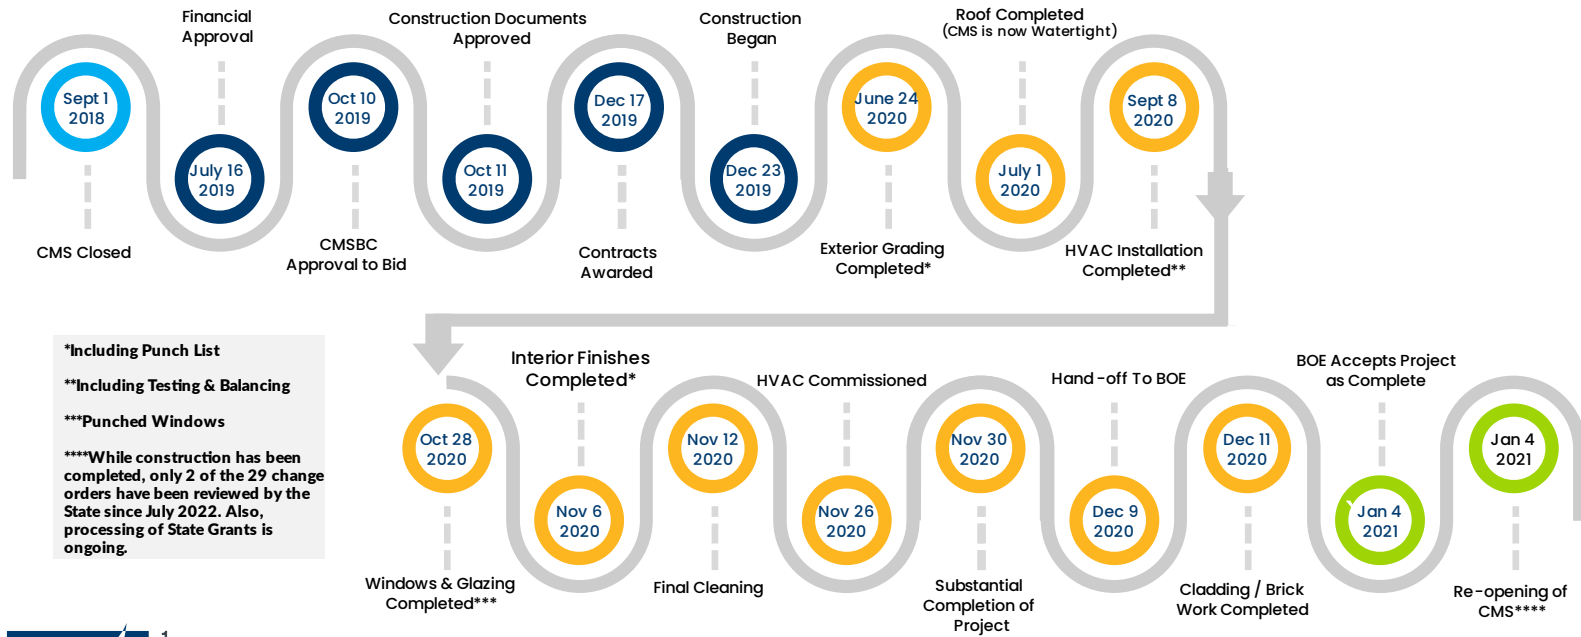 Financial
Approval
Construction Documents
Approved
Construction
Began
Roof Completed
(CMS is now Watertight)
Sept 1
2018
July 16
2019
Oct 10
2019
Oct 11
2019
Dec 17
2019
Dec 23
2019
June 24
2020
July 1
2020
Sept 8
2020
CMS Closed
CMSBC
Approval to Bid
Contracts
Awarded
Exterior Grading
Completed*
HVAC Installation
Completed**
*Including Punch List
**Including Testing & Balancing
***Punched Windows
****While construction has been
completed, only 2 of the 29 change
orders have been reviewed by the
State since July 2022. Also,
processing of State Grants is
ongoing.
Interior Finishes
Completed*
HVAC Commissioned
Hand -off To BOE
BOE Accepts Project
as Complete
Oct 28
2020
Nov 6
2020
Nov 12
2020
Nov 26
2020
Nov 30
2020
Dec 9
2020
Dec 11
2020
Jan 4
2021
Jan 4
2021
Windows & Glazing
Completed***
Final Cleaning
Substantial
Completion of
Project
Cladding / Brick
Work Completed
Re-opening of
CMS****